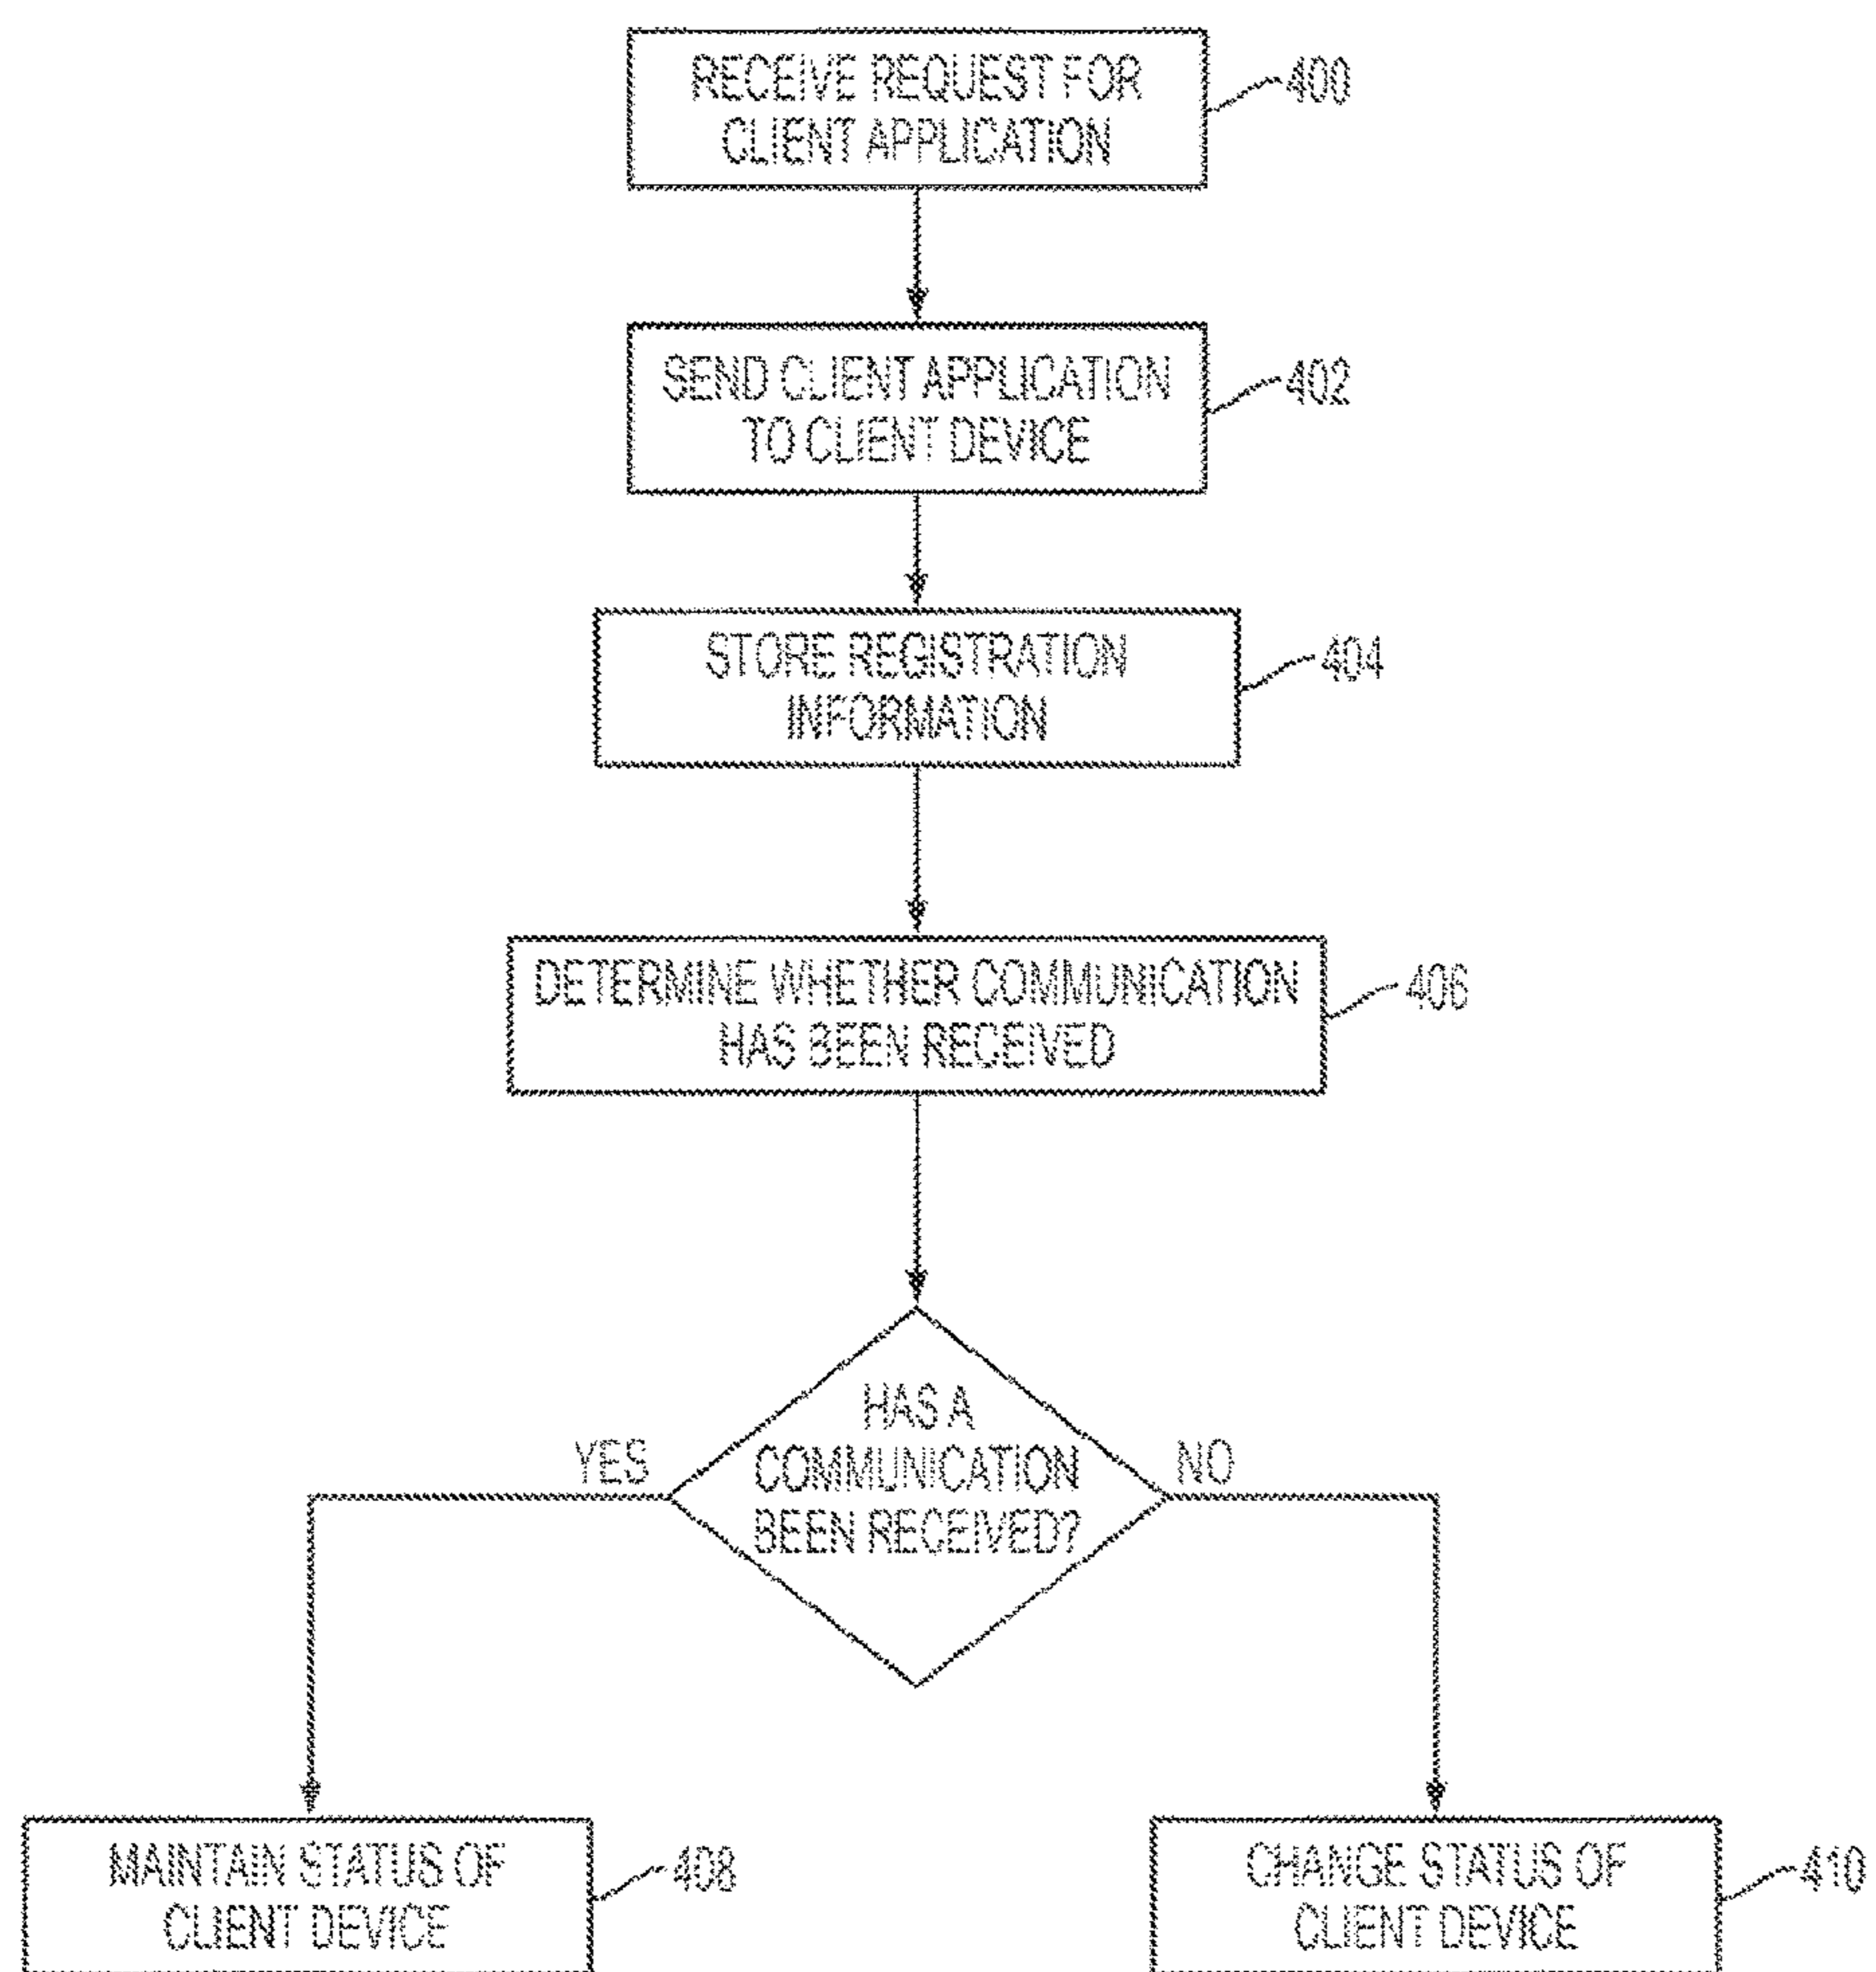 RECEIVE REQUEST FOR
CLIENT APPLICATION
400
SEND CLIENT APPLICATION
TO CLIENT DEVICE
402
STORE REGISTRATION
INFORMATION
404
DETERMINE WHETHER COMMUNICATION
HAS BEEN RECEIVED
406
HAS A
COMMUNICATION
BEEN RECEIVED?
YES
NO
MAINTAIN STATUS OF
CLIENT DEVICE
408
CHANGE STATUS OF
CLIENT DEVICE
410